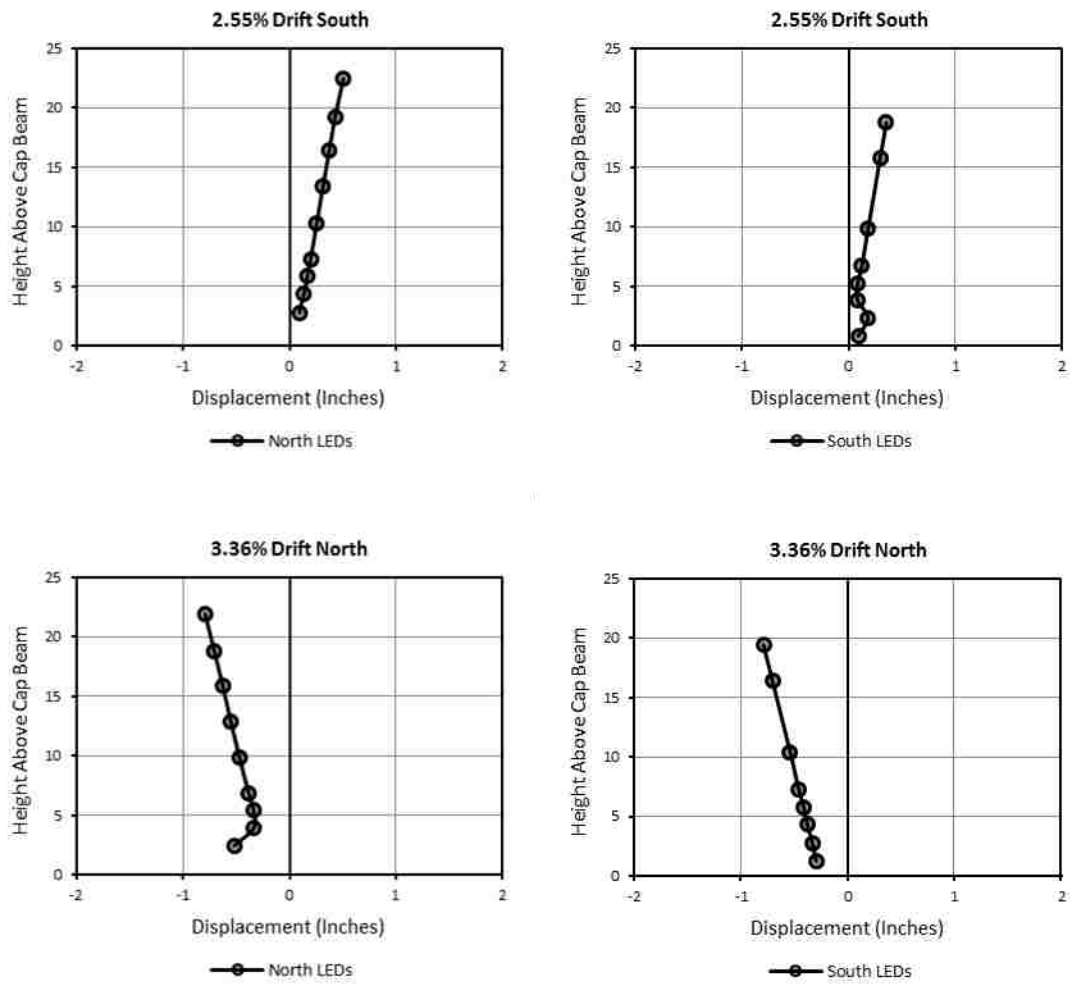 2.55% Drift South
25
20
15
10
5
0
-2 -1 0 1 2
Height Above Cap Beam
Displacement (Inches)
North LEDs
2.55% Drift South
25
20
15
10
5
0
-2 -1 0 1 2
Height Above Cap Beam
Displacement (Inches)
South LEDs
3.36% Drift North
25
20
15
10
5
0
-2 -1 0 1 2
Height Above Cap Beam
Displacement (Inches)
North LEDs
3.36% Drift North
25
20
15
10
5
0
-2 -1 0 1 2
Height Above Cap Beam
Displacement (Inches)
South LEDs